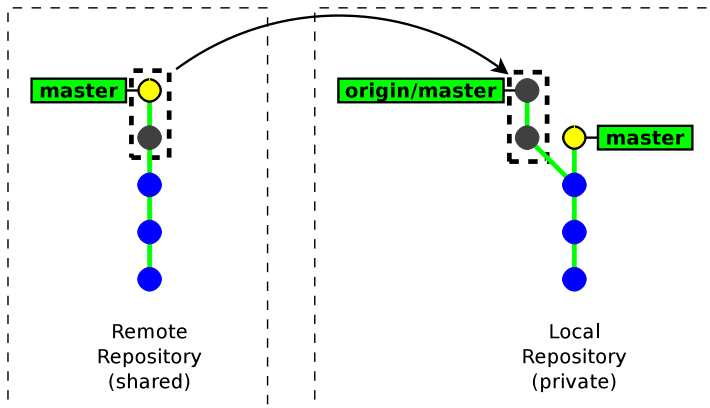 master
origin/master
master
Remote
Repository
(shared)
Local
Repository
(private)